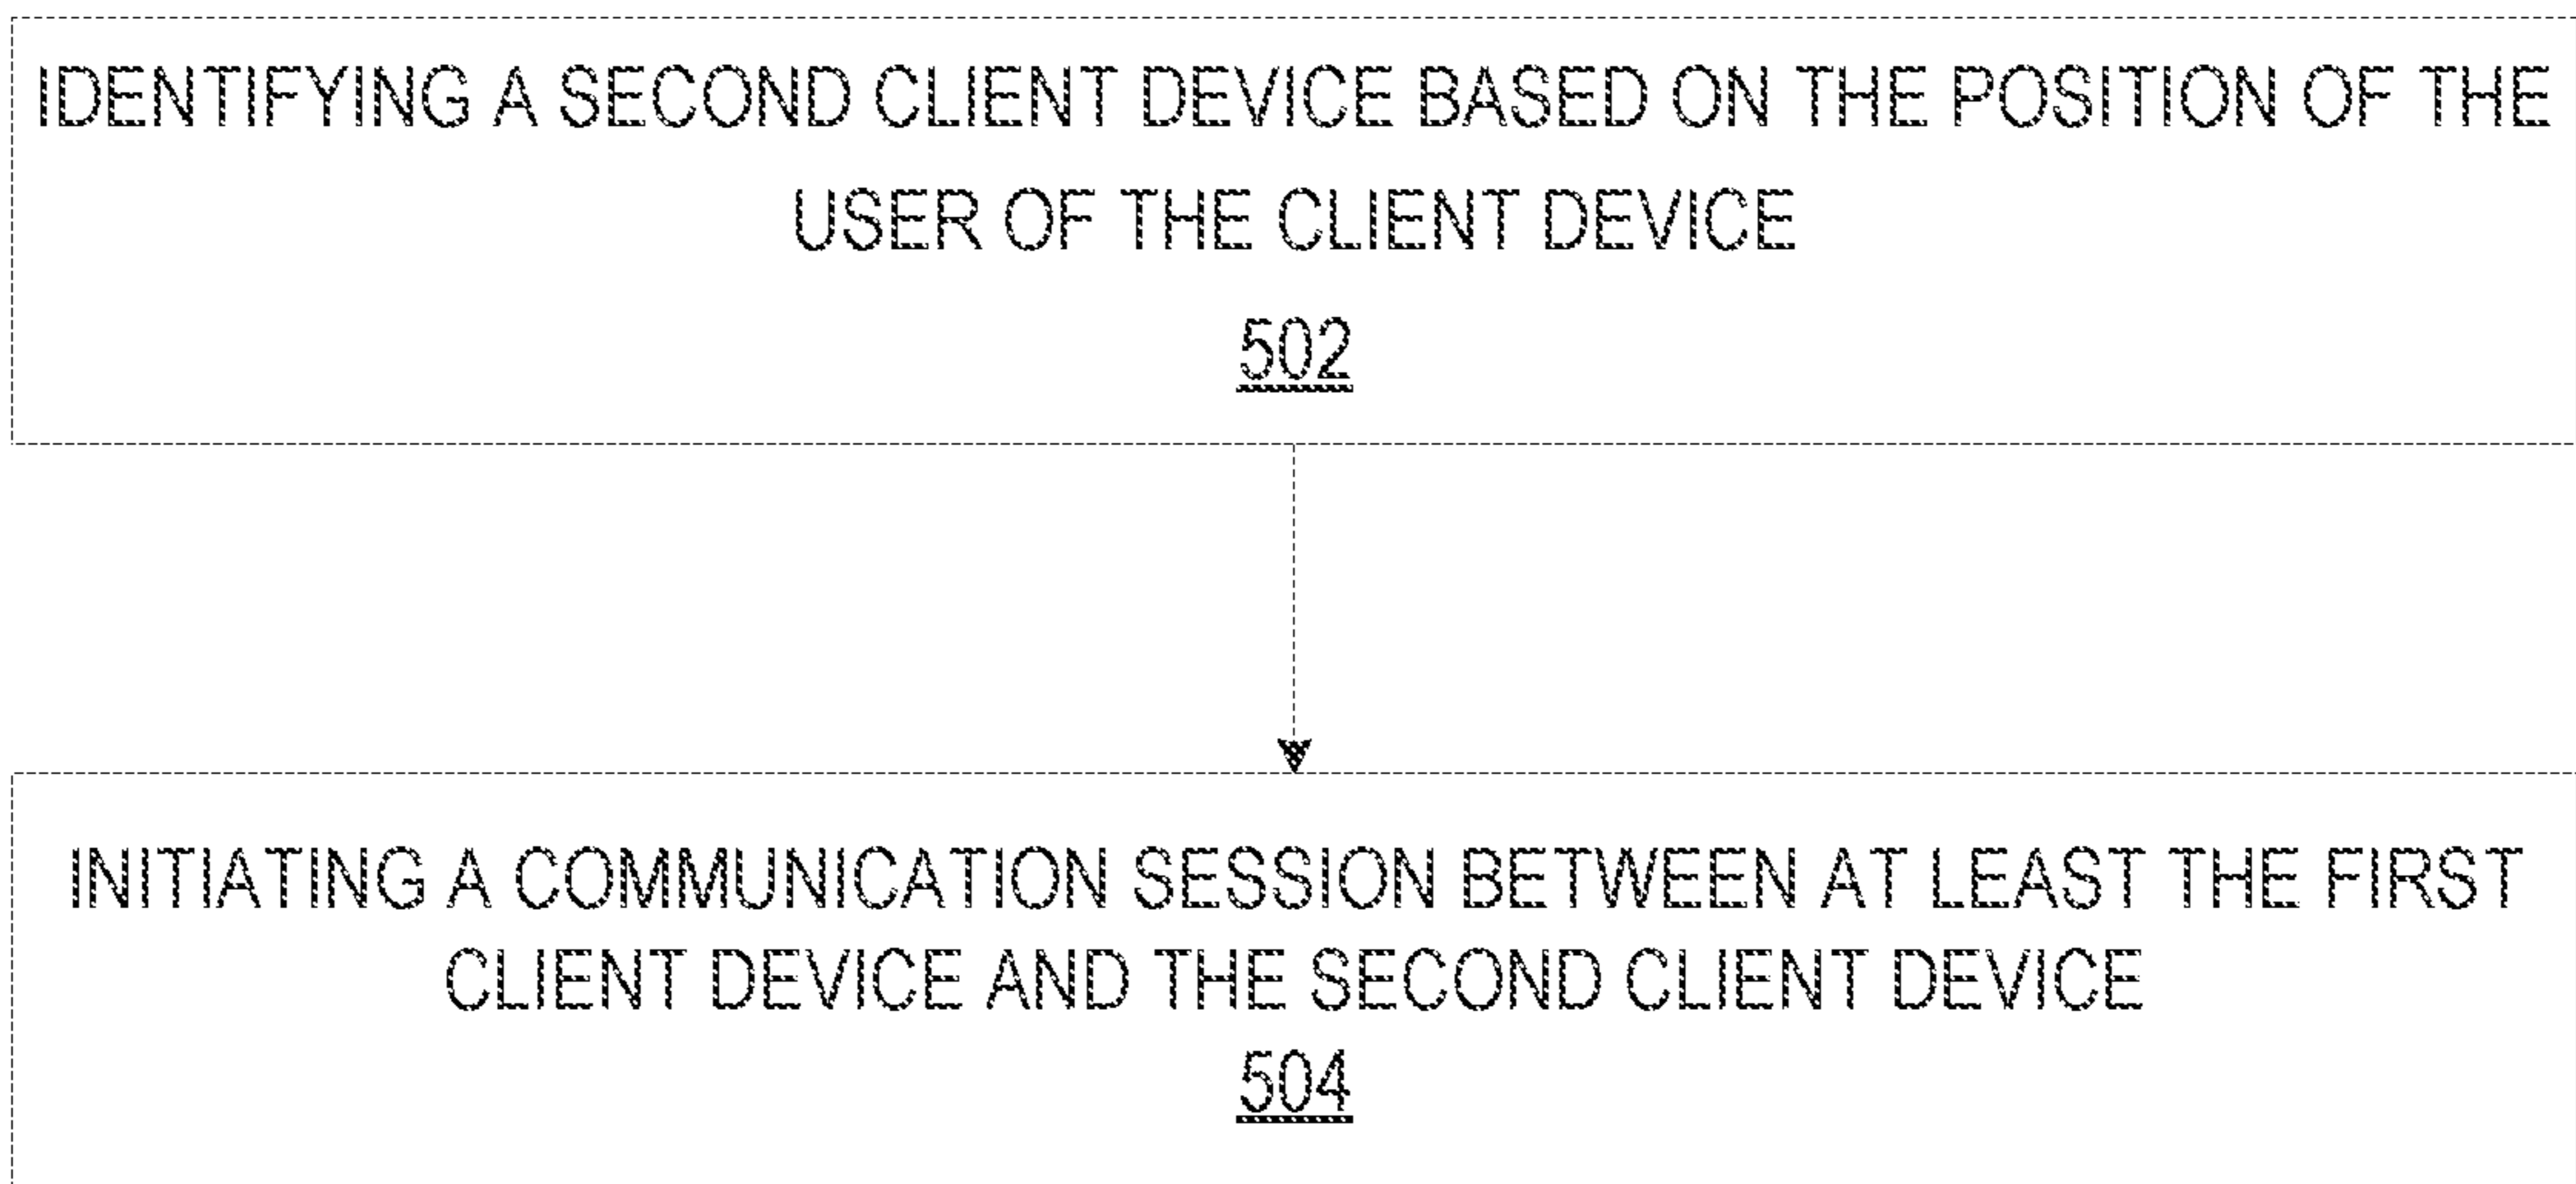 IDENTIFYING A SECOND CLIENT DEVICE BASED ON THE POSITION OF THE
USER OF THE CLIENT DEVICE
502
INITIATING A COMMUNICATION SESSION BETWEEN AT LEAST THE FIRST
CLIENT DEVICE AND THE SECOND CLIENT DEVICE
504